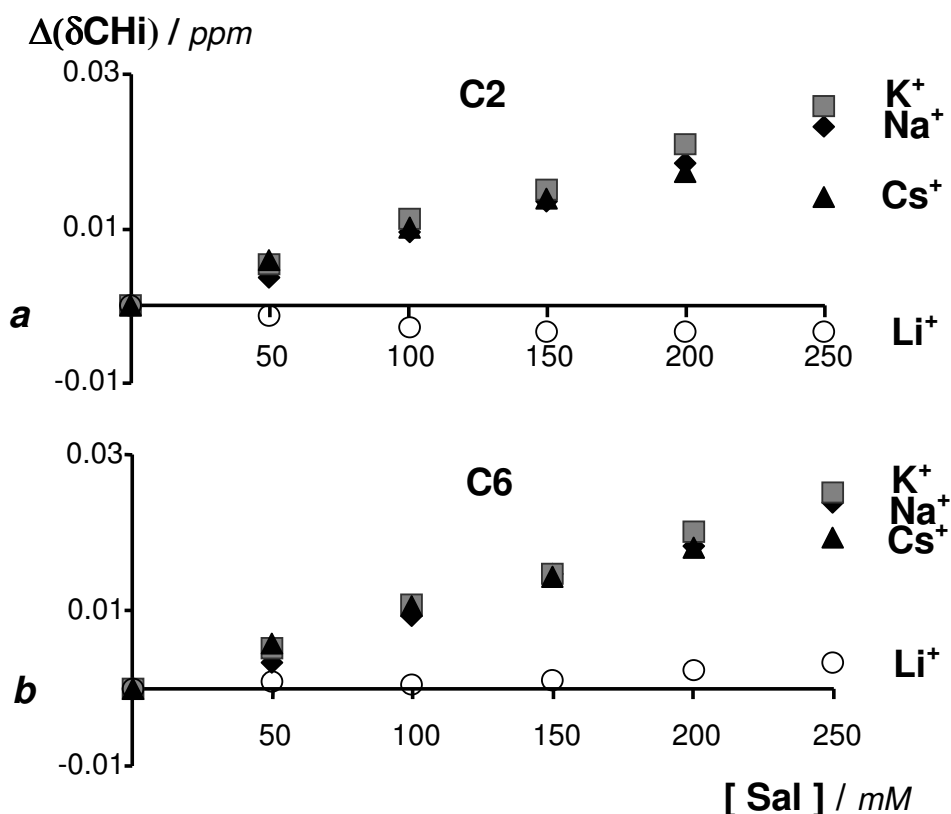 Δ(δCHi) / ppm
0.03
C2
K⁺
Na⁺
Cs⁺
0.01
a
Li⁺
50 100 150 200 250
-0.01
0.03
C6
K⁺
Na⁺
Cs⁺
0.01
Li⁺
b
50 100 150 200 250
-0.01
[ Sal ] / mM